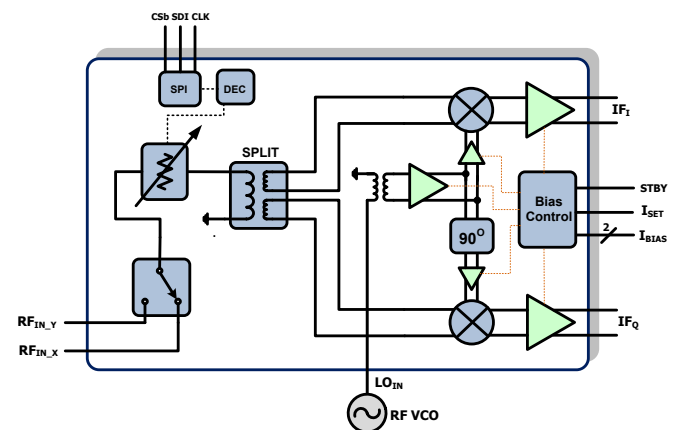 CSb SDI CLK
SPI
DEC
SPLIT
IF_I
Bias
Control
STBY
I_SET
2
I_BIAS
90^O
RF_IN_Y
RF_IN_X
IF_Q
LO_IN
RF VCO